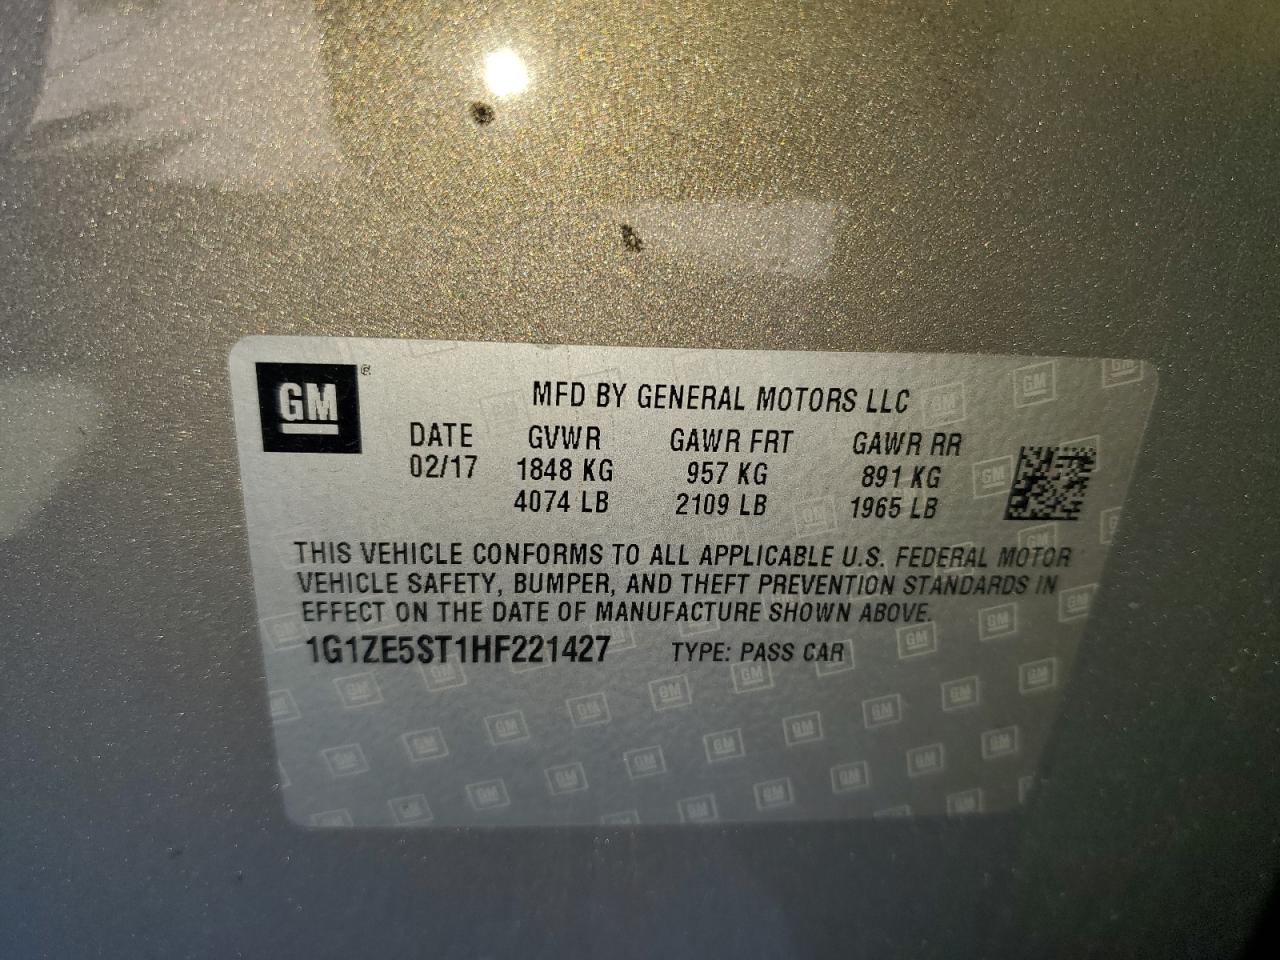 GM ®
MFD BY GENERAL MOTORS LLC
DATE GVWR GAWR FRT GAWR RR
02/17 1848 KG 957 KG 891 KG
4074 LB 2109 LB 1965 LB
THIS VEHICLE CONFORMS TO ALL APPLICABLE U.S. FEDERAL MOTOR
VEHICLE SAFETY, BUMPER, AND THEFT PREVENTION STANDARDS IN
EFFECT ON THE DATE OF MANUFACTURE SHOWN ABOVE.
1G1ZE5ST1HF221427 TYPE: PASS CAR